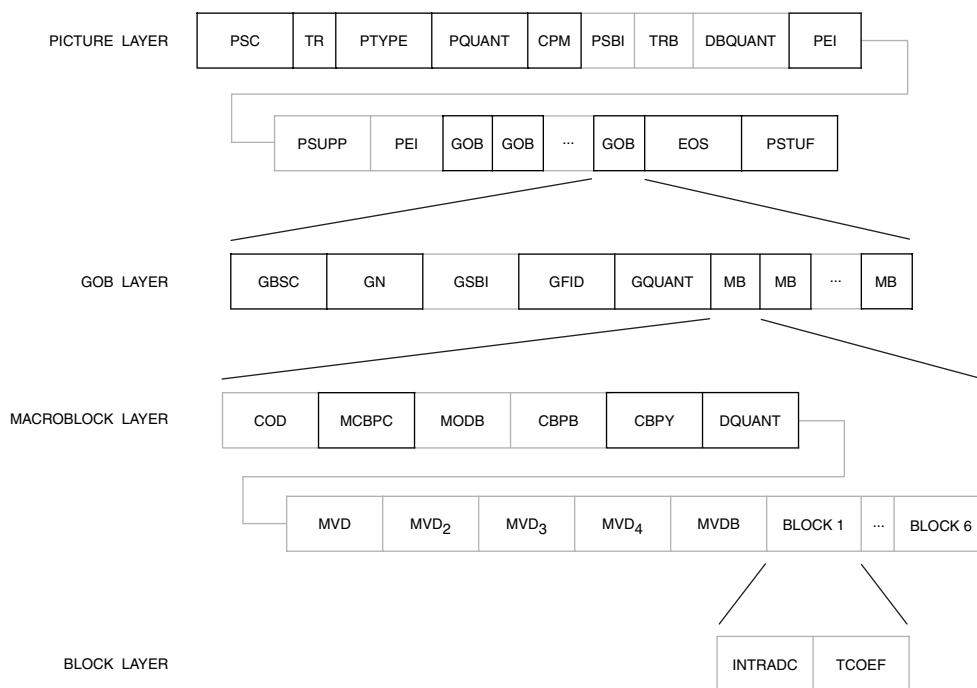 PICTURE LAYER PSC TR PTYPE PQUANT CPM PSBI TRB DBQUANT PEI
PSUPP PEI GOB GOB ... GOB EOS PSTUF
GOB LAYER GBSC GN GSBI GFID GQUANT MB MB ... MB
MACROBLOCK LAYER COD MCBPC MODB CBPB CBPY DQUANT
MVD MVD2 MVD3 MVD4 MVDB BLOCK 1 ... BLOCK 6
BLOCK LAYER INTRADC TCOEF